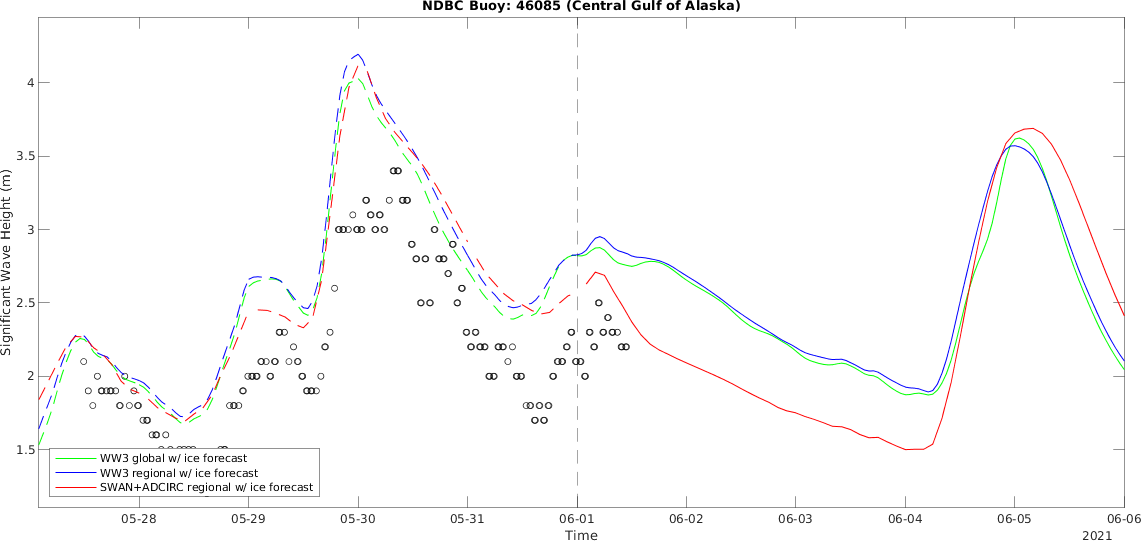 NDBC Buoy: 46085 (Central Gulf of Alaska)
4
3.5
3
2.5
2
1.5
Significant Wave Height (m)
WW3 global w/ ice forecast
WW3 regional w/ ice forecast
SWAN+ADCIRC regional w/ ice forecast
05-28 05-29 05-30 05-31 06-01 06-02 06-03 06-04 06-05 06-06
Time
2021